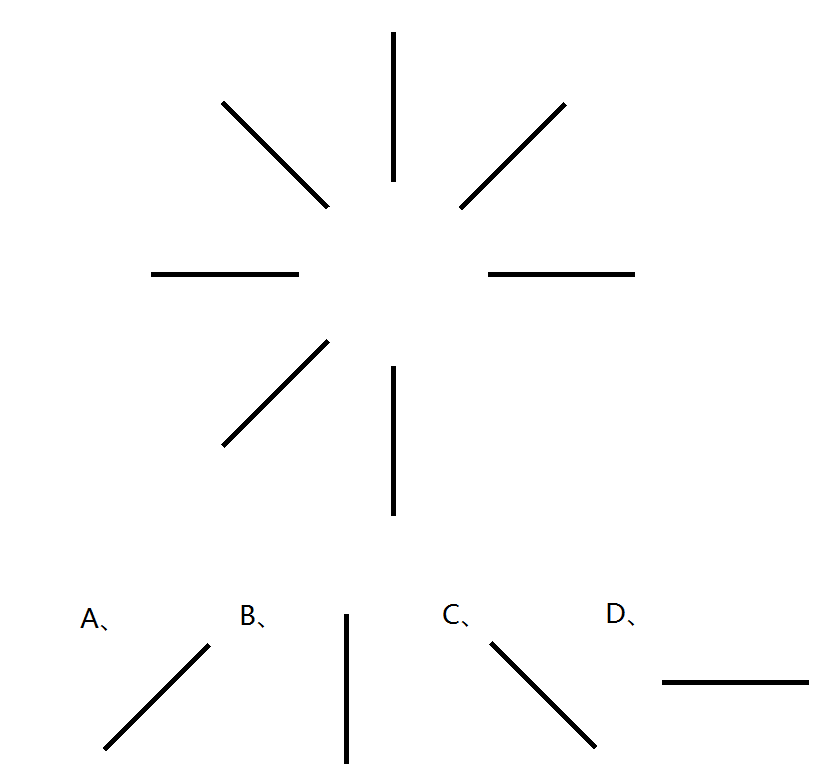 A、 B、 C、 D、